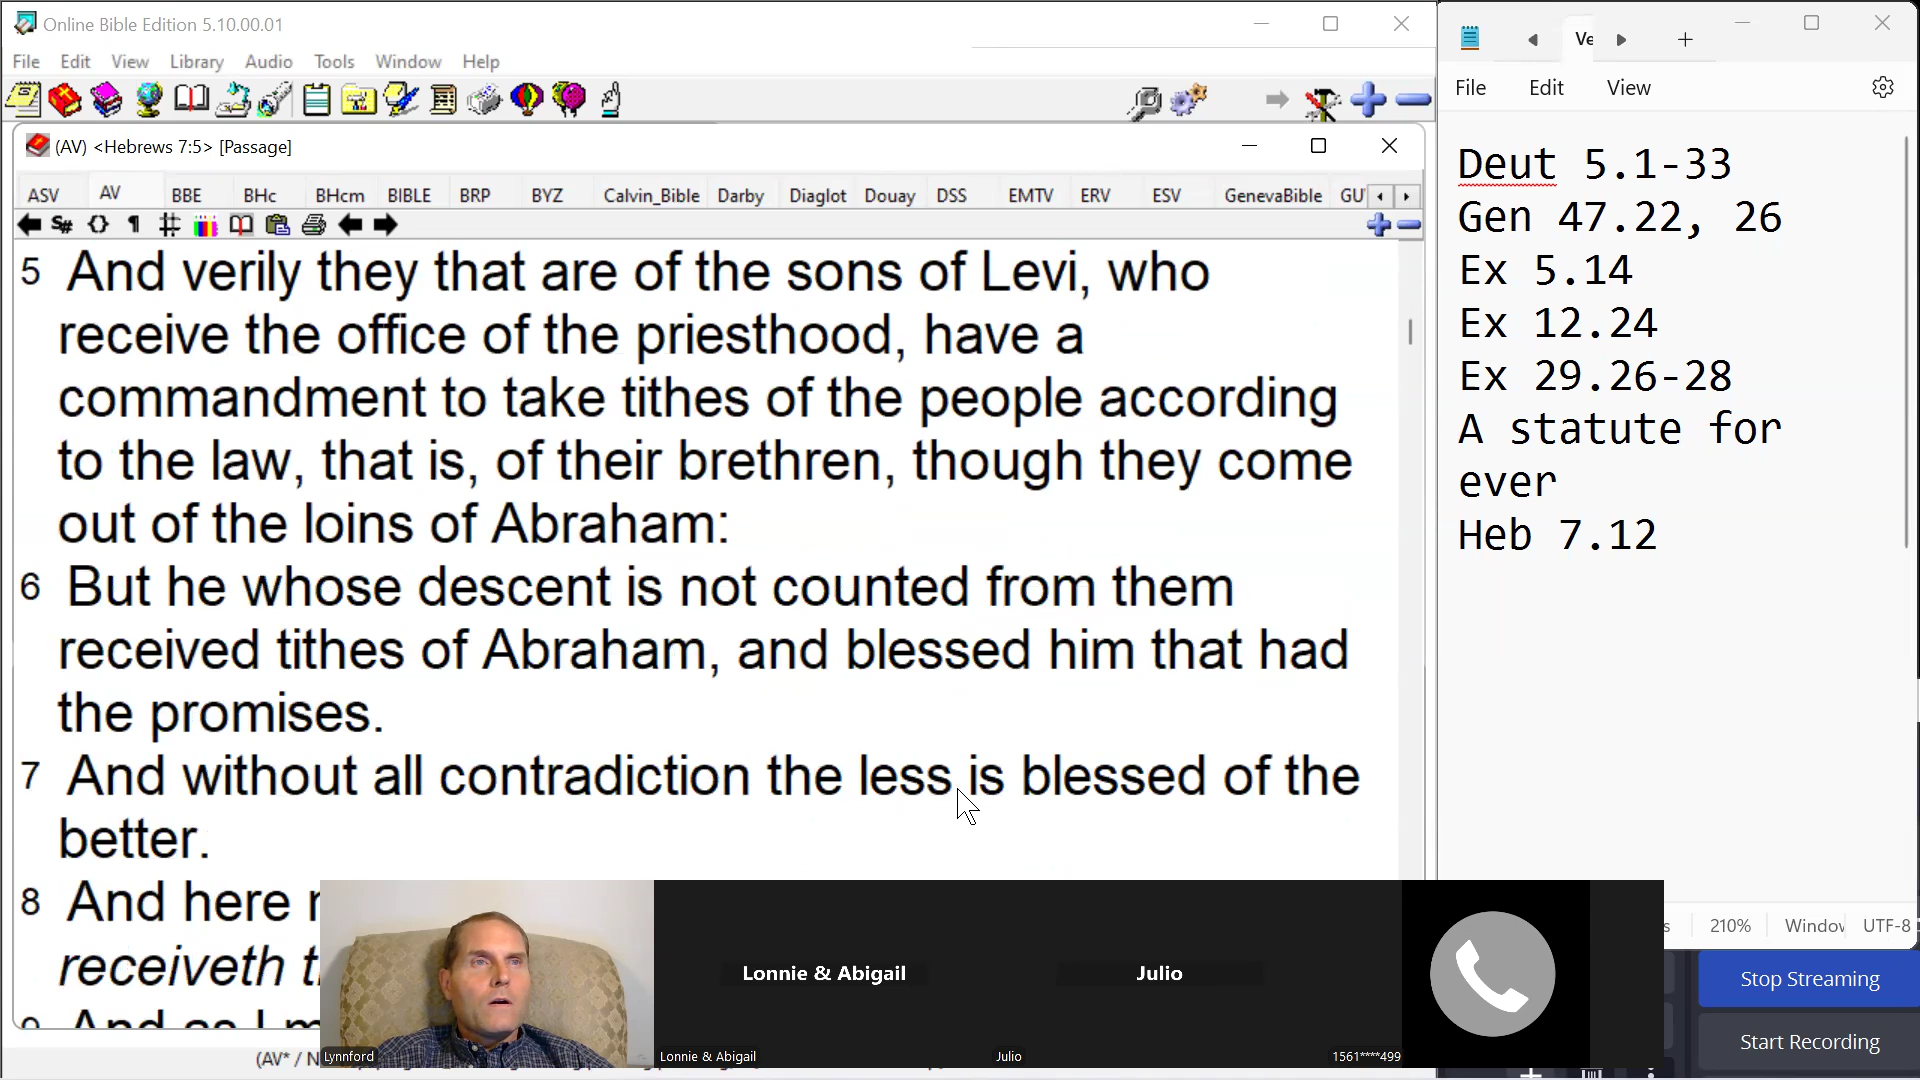 Online Bible Edition 5.10.00.01
File Edit View Library Audio Tools Window Help
(AV) <Hebrews 7:5> [Passage]
ASV AV BBE BHc BHcm BIBLE BRP BYZ Calvin_Bible Darby Diaglot Douay DSS EMTV ERV ESV GenevaBible GU
S# {} ¶
5 And verily they that are of the sons of Levi, who
receive the office of the priesthood, have a
commandment to take tithes of the people according
to the law, that is, of their brethren, though they come
out of the loins of Abraham:
6 But he whose descent is not counted from them
received tithes of Abraham, and blessed him that had
the promises.
7 And without all contradiction the less is blessed of the
better.
8 And here
receiveth
And as I
(AV* / N
Ve
File Edit View
Deut 5.1-33
Gen 47.22, 26
Ex 5.14
Ex 12.24
Ex 29.26-28
A statute for
ever
Heb 7.12
210% Window UTF-8
Lonnie & Abigail
Julio
Lynnford
Lonnie & Abigail
Julio
1561****499
Stop Streaming
Start Recording